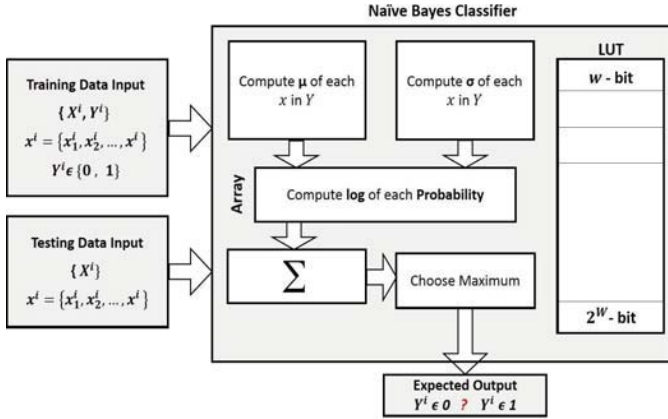 Naïve Bayes Classifier
Training Data Input
{X^i, Y^i}
x^i = {x_1^i, x_2^i, ..., x^i}
Y^i ϵ {0 , 1}
Compute μ of each
x in Y
Compute σ of each
x in Y
LUT
w - bit
Array
Compute log of each Probability
Testing Data Input
{X^i}
x^i = {x_1^i, x_2^i, ..., x^i}
Σ
Choose Maximum
2^W - bit
Expected Output
Y^i ϵ 0 ? Y^i ϵ 1